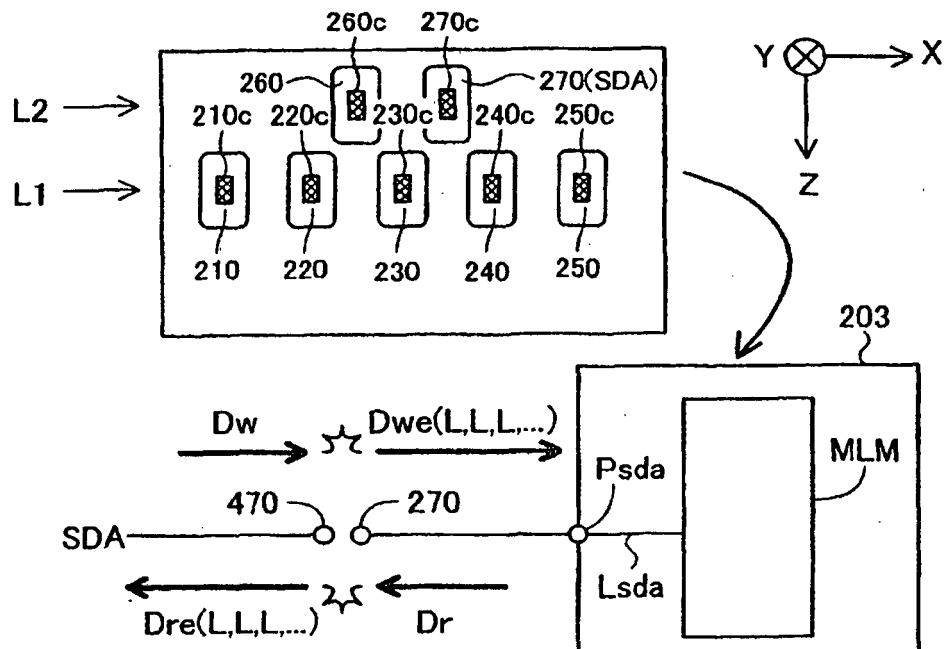 260c 270c
Y X
260 270(SDA)
L2
210c 220c 230c 240c 250c
L1
Z
210 220 230 240 250
203
Dw Dwe(L,L,L,...)
MLM
Psda
470 270
SDA
Lsda
Dre(L,L,L,...) Dr